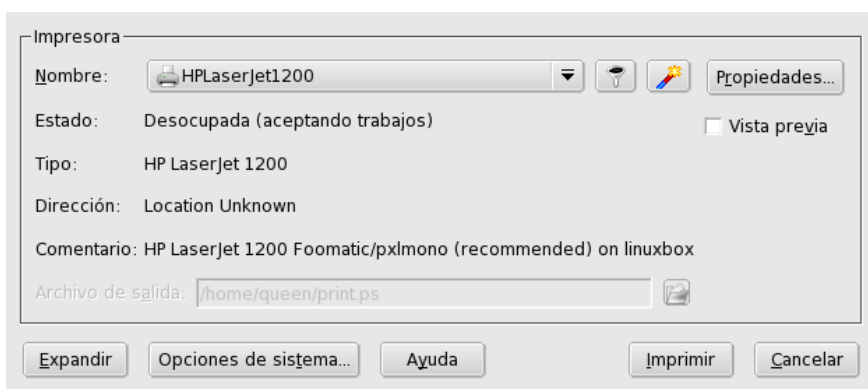 Impresora
Nombre: HPLaserJet1200 Propiedades...
Estado: Desocupada (aceptando trabajos) Vista previa
Tipo: HP LaserJet 1200
Dirección: Location Unknown
Comentario: HP LaserJet 1200 Foomatic/pxlmono (recommended) on linuxbox
Archivo de salida: /home/queen/print.ps
Expandir Opciones de sistema... Ayuda Imprimir Cancelar